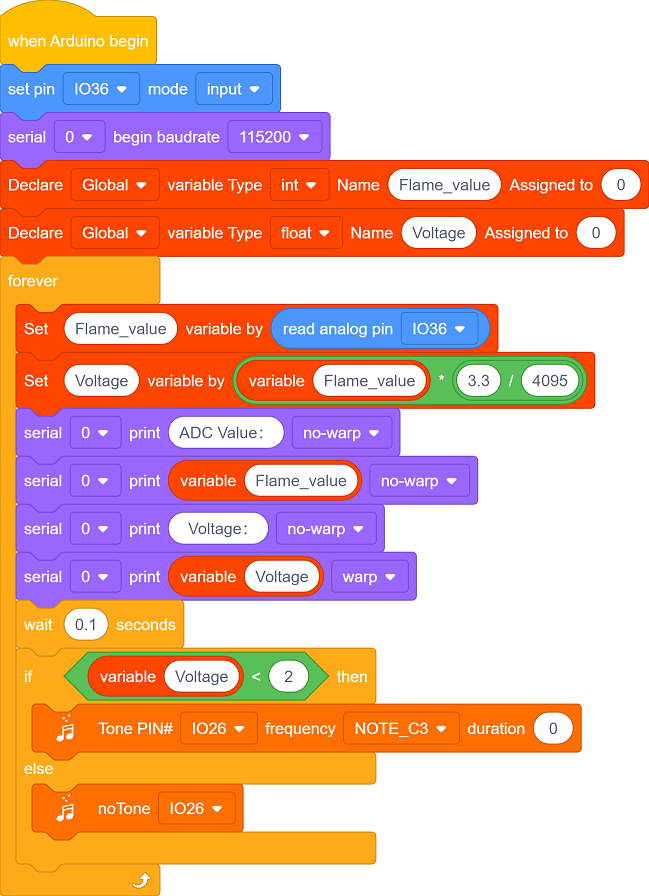 when Arduino begin
set pin IO36 mode input
serial 0 begin baudrate 115200
Declare Global variable Type int Name Flame_value Assigned to 0
Declare Global variable Type float Name Voltage Assigned to 0
forever
Set Flame_value variable by read analog pin IO36
Set Voltage variable by variable Flame_value * 3.3 / 4095
serial 0 print ADC Value: no-warp
serial 0 print variable Flame_value no-warp
serial 0 print Voltage: no-warp
serial 0 print variable Voltage warp
wait 0.1 seconds
if variable Voltage < 2 then
Tone PIN# IO26 frequency NOTE_C3 duration 0
else
noTone IO26